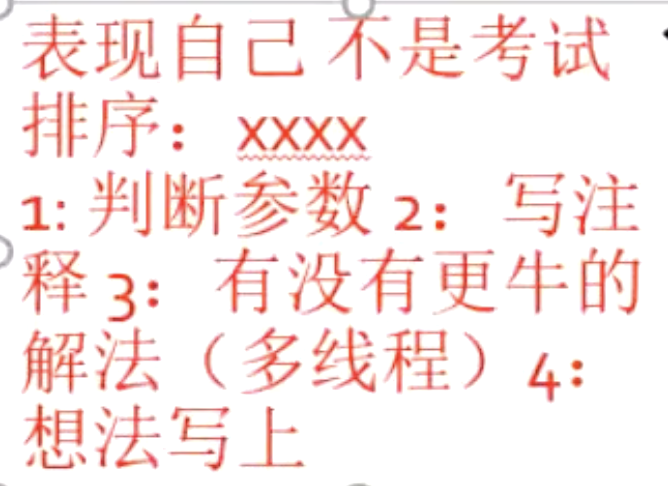 表现自己 不是考试
排序： xxxx
1: 判断参数 2： 写注
释 3： 有没有更牛的
解法（多线程）4：
想法写上